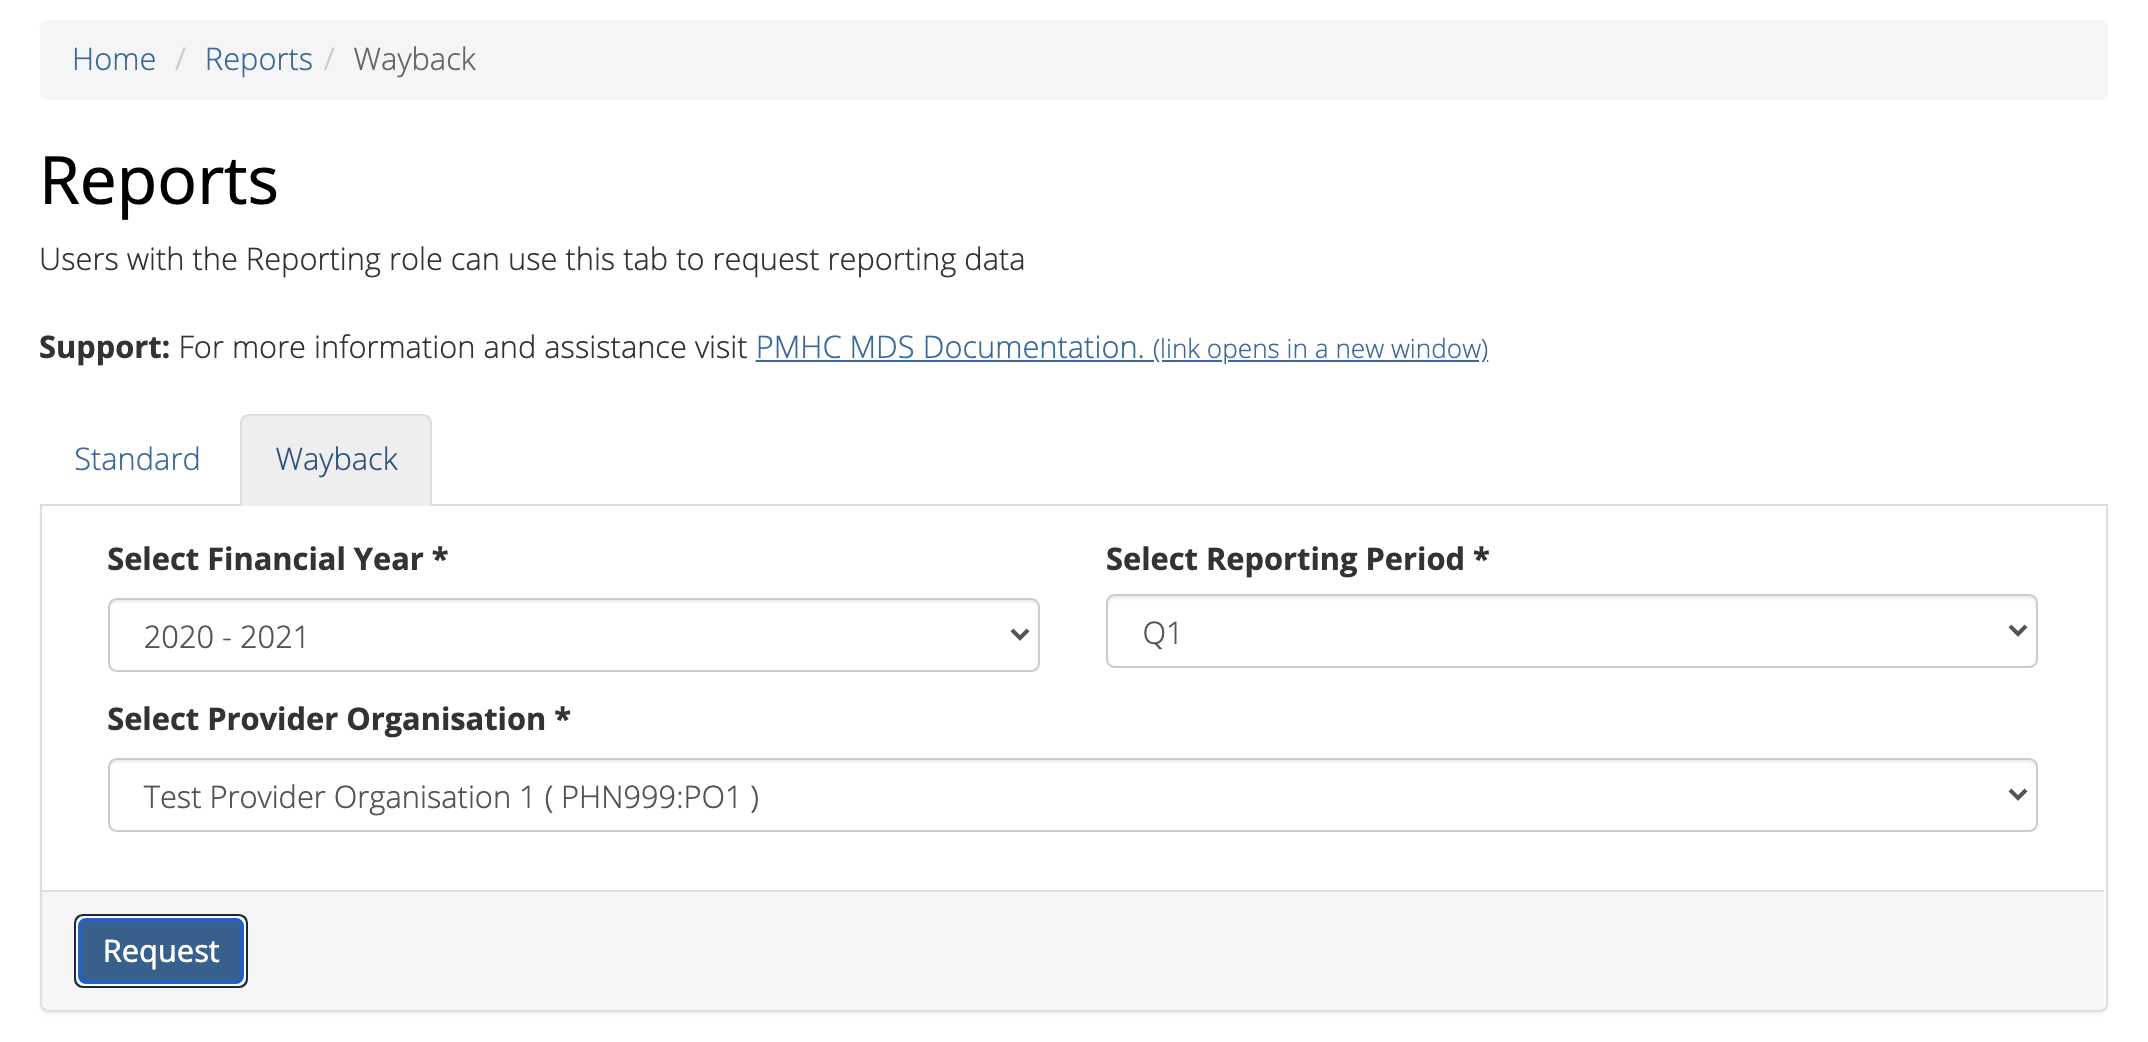 Home / Reports / Wayback
Reports
Users with the Reporting role can use this tab to request reporting data
Support: For more information and assistance visit PMHC MDS Documentation. (link opens in a new window)
Standard Wayback
Select Financial Year * Select Reporting Period *
2020 - 2021 Q1
Select Provider Organisation *
Test Provider Organisation 1 ( PHN999:PO1 )
Request